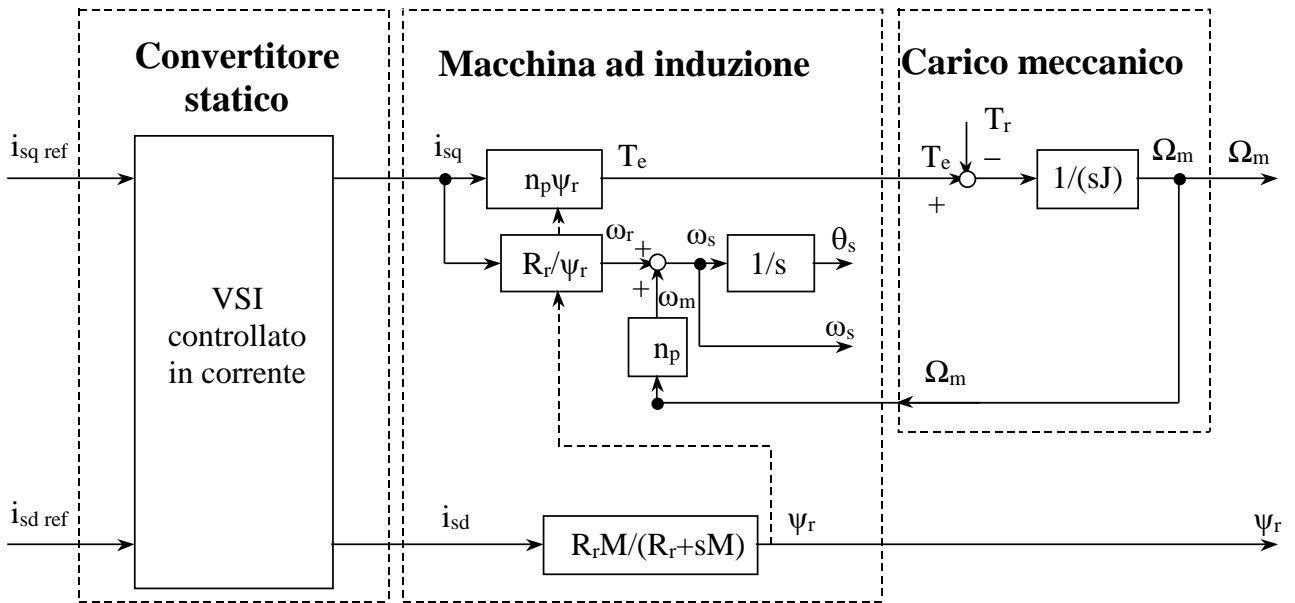 Convertitore
statico
Macchina ad induzione
Carico meccanico
i_sq ref
i_sq
n_pψ_r
T_e
T_e
T_r
−
+
1/(sJ)
Ω_m
Ω_m
R_r/ψ_r
ω_r
+
+
ω_s
1/s
θ_s
ω_m
n_p
ω_s
Ω_m
VSI
controllato
in corrente
i_sd ref
i_sd
R_rM/(R_r+sM)
ψ_r
ψ_r